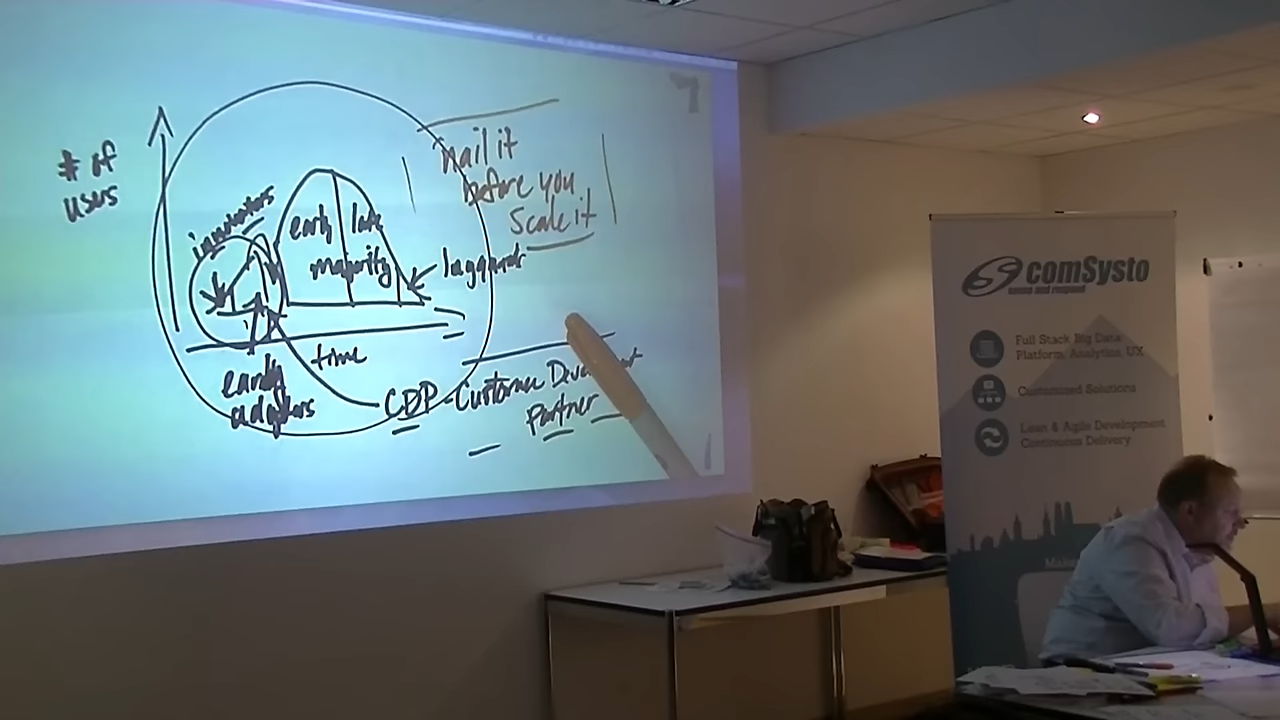 # of
users
innovators
early late
majority
laggards
nail it
before you
scale it
time
early
adopters
CDP - Customer
Partner
comSysto
sense and respond
Full Stack Big Data
Platform, Analytics, UX
Customized Solutions
Lean & Agile Development
Continuous Delivery